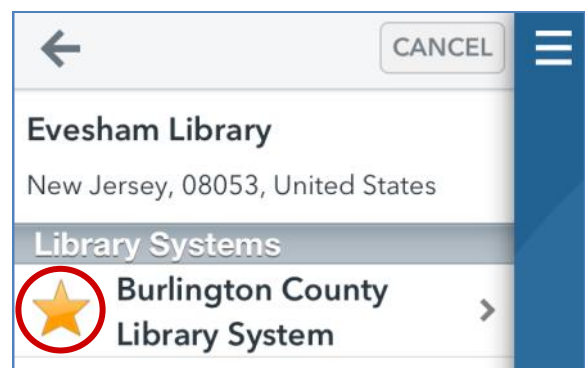 CANCEL
Evesham Library
New Jersey, 08053, United States
Library Systems
Burlington County
Library System